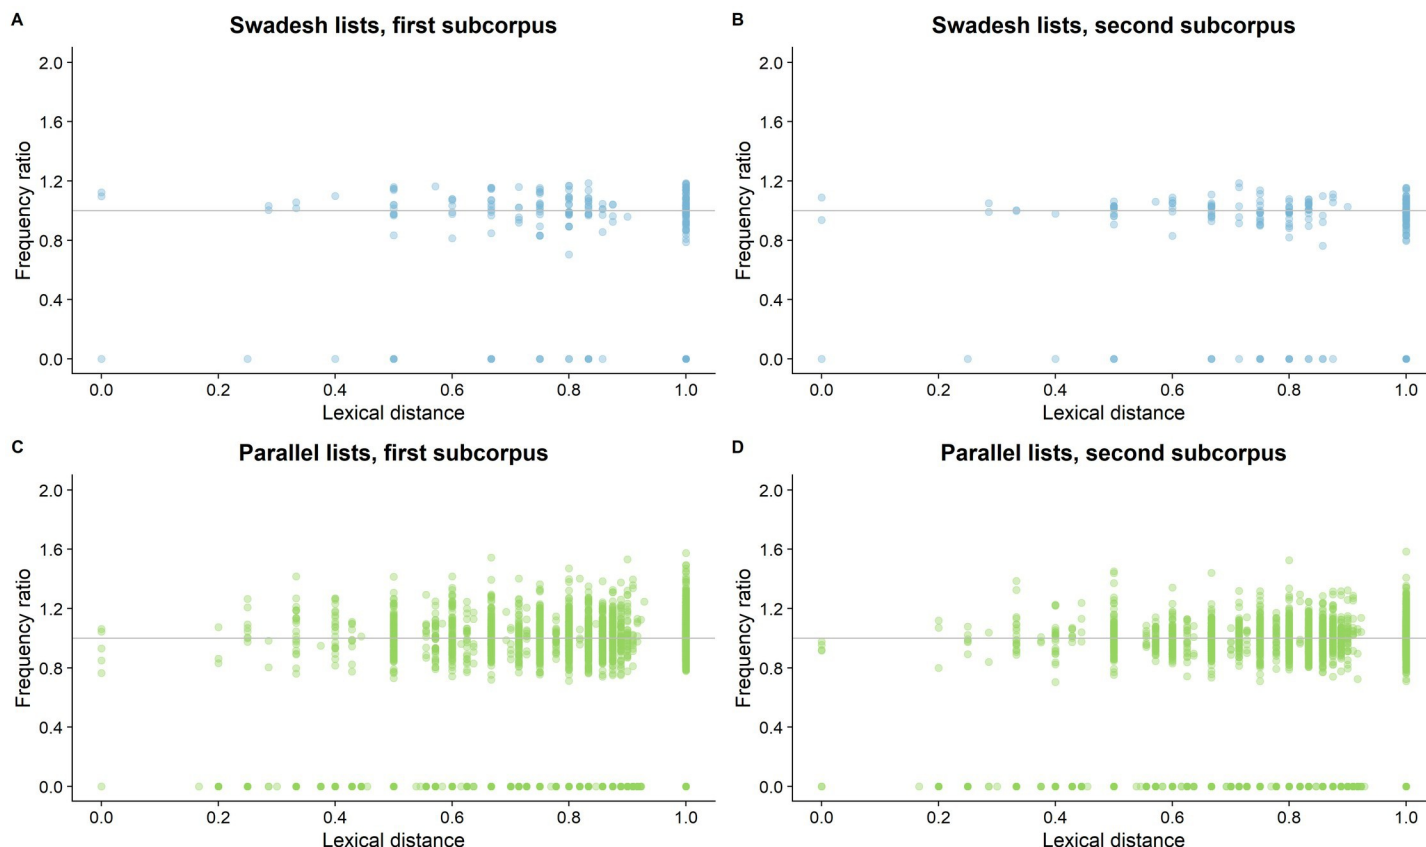 A
Swadesh lists, first subcorpus
2.0
1.6
1.2
0.8
0.4
0.0
Frequency ratio
0.0 0.2 0.4 0.6 0.8 1.0
Lexical distance
B
Swadesh lists, second subcorpus
2.0
1.6
1.2
0.8
0.4
0.0
Frequency ratio
0.0 0.2 0.4 0.6 0.8 1.0
Lexical distance
C
Parallel lists, first subcorpus
2.0
1.6
1.2
0.8
0.4
0.0
Frequency ratio
0.0 0.2 0.4 0.6 0.8 1.0
Lexical distance
D
Parallel lists, second subcorpus
2.0
1.6
1.2
0.8
0.4
0.0
Frequency ratio
0.0 0.2 0.4 0.6 0.8 1.0
Lexical distance